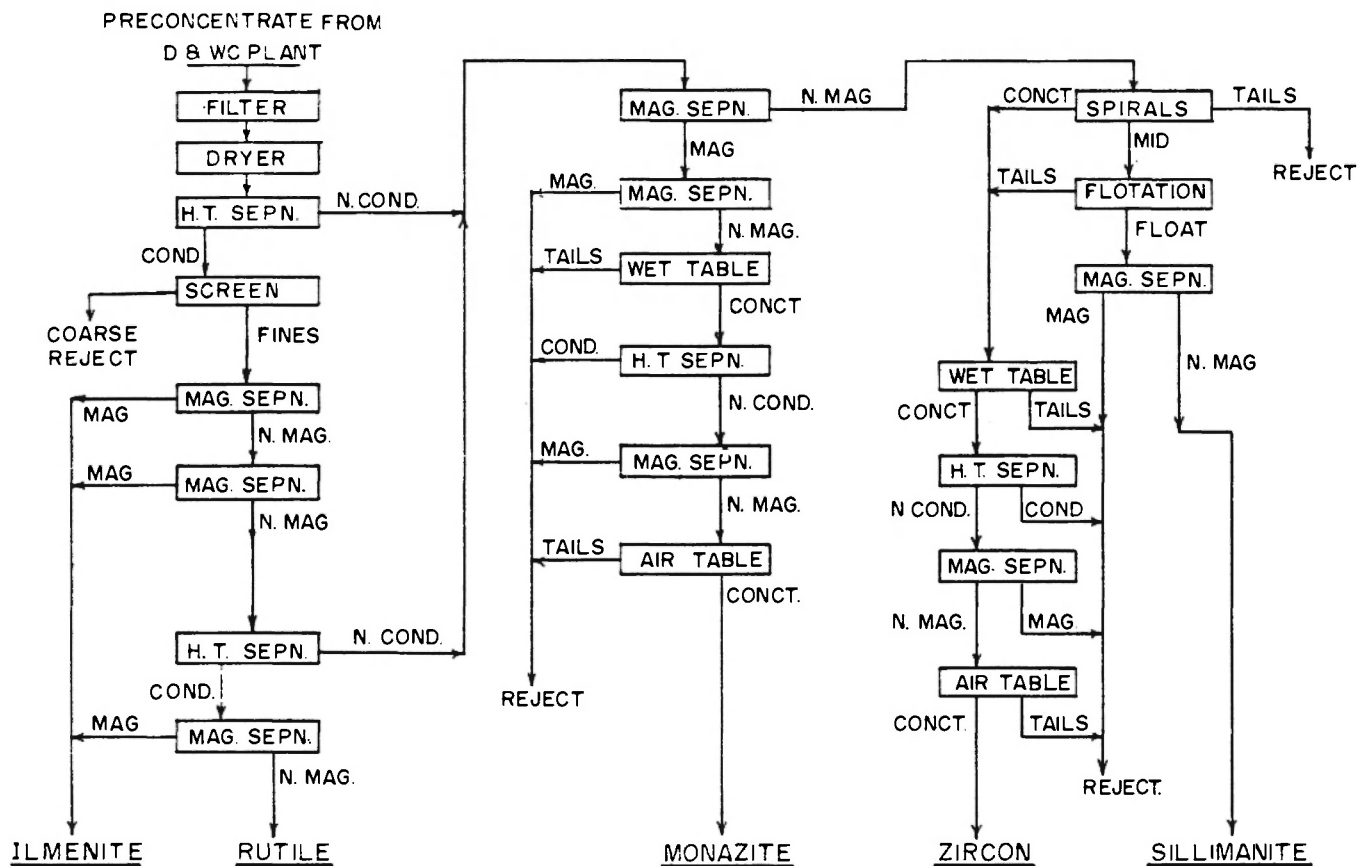 PRECONCENTRATE FROM
D & WC PLANT
FILTER
DRYER
H.T. SEPN.
N. COND.
COND
SCREEN
COARSE
REJECT
FINES
MAG. SEPN.
MAG
N. MAG.
MAG. SEPN.
MAG
N. MAG
H. T. SEPN.
N. COND.
COND.
MAG. SEPN.
MAG
N. MAG.
ILMENITE
RUTILE
MAG. SEPN.
N. MAG
MAG
MAG. SEPN.
MAG.
N. MAG.
WET TABLE
TAILS
CONCT
H.T SEPN.
COND.
N. COND.
MAG. SEPN.
MAG.
N. MAG.
AIR TABLE
TAILS
CONCT.
REJECT
MONAZITE
SPIRALS
CONCT
TAILS
REJECT
MID
FLOTATION
TAILS
FLOAT
MAG. SEPN.
MAG
N. MAG
WET TABLE
CONCT
TAILS
H.T. SEPN.
N COND.
COND
MAG. SEPN.
N. MAG.
MAG
AIR TABLE
CONCT.
TAILS
REJECT.
ZIRCON
SILLIMANITE